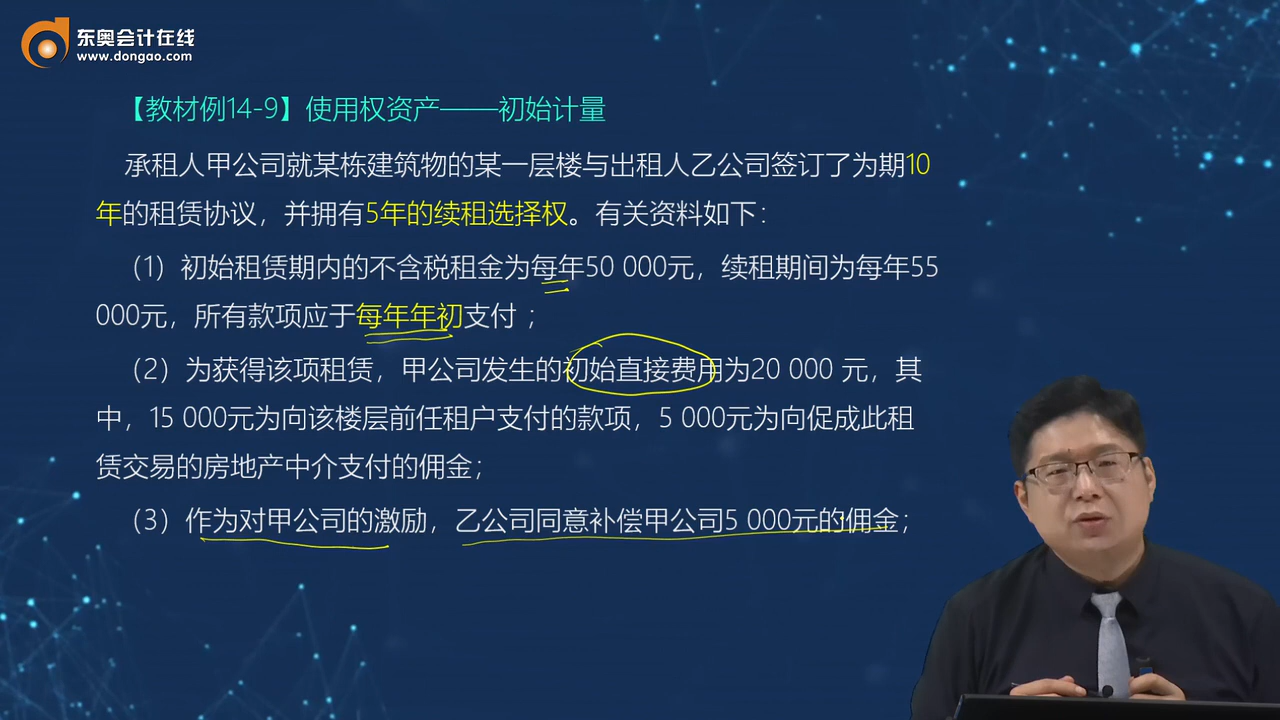 东奥会计在线
www.dongao.com
【教材例14-9】使用权资产——初始计量
承租人甲公司就某栋建筑物的某一层楼与出租人乙公司签订了为期10
年的租赁协议，并拥有5年的续租选择权。有关资料如下：
（1）初始租赁期内的不含税租金为每年50 000元，续租期间为每年55
000元，所有款项应于每年年初支付；
（2）为获得该项租赁，甲公司发生的初始直接费用为20 000 元，其
中，15 000元为向该楼层前任租户支付的款项，5 000元为向促成此租
赁交易的房地产中介支付的佣金；
（3）作为对甲公司的激励，乙公司同意补偿甲公司5 000元的佣金；